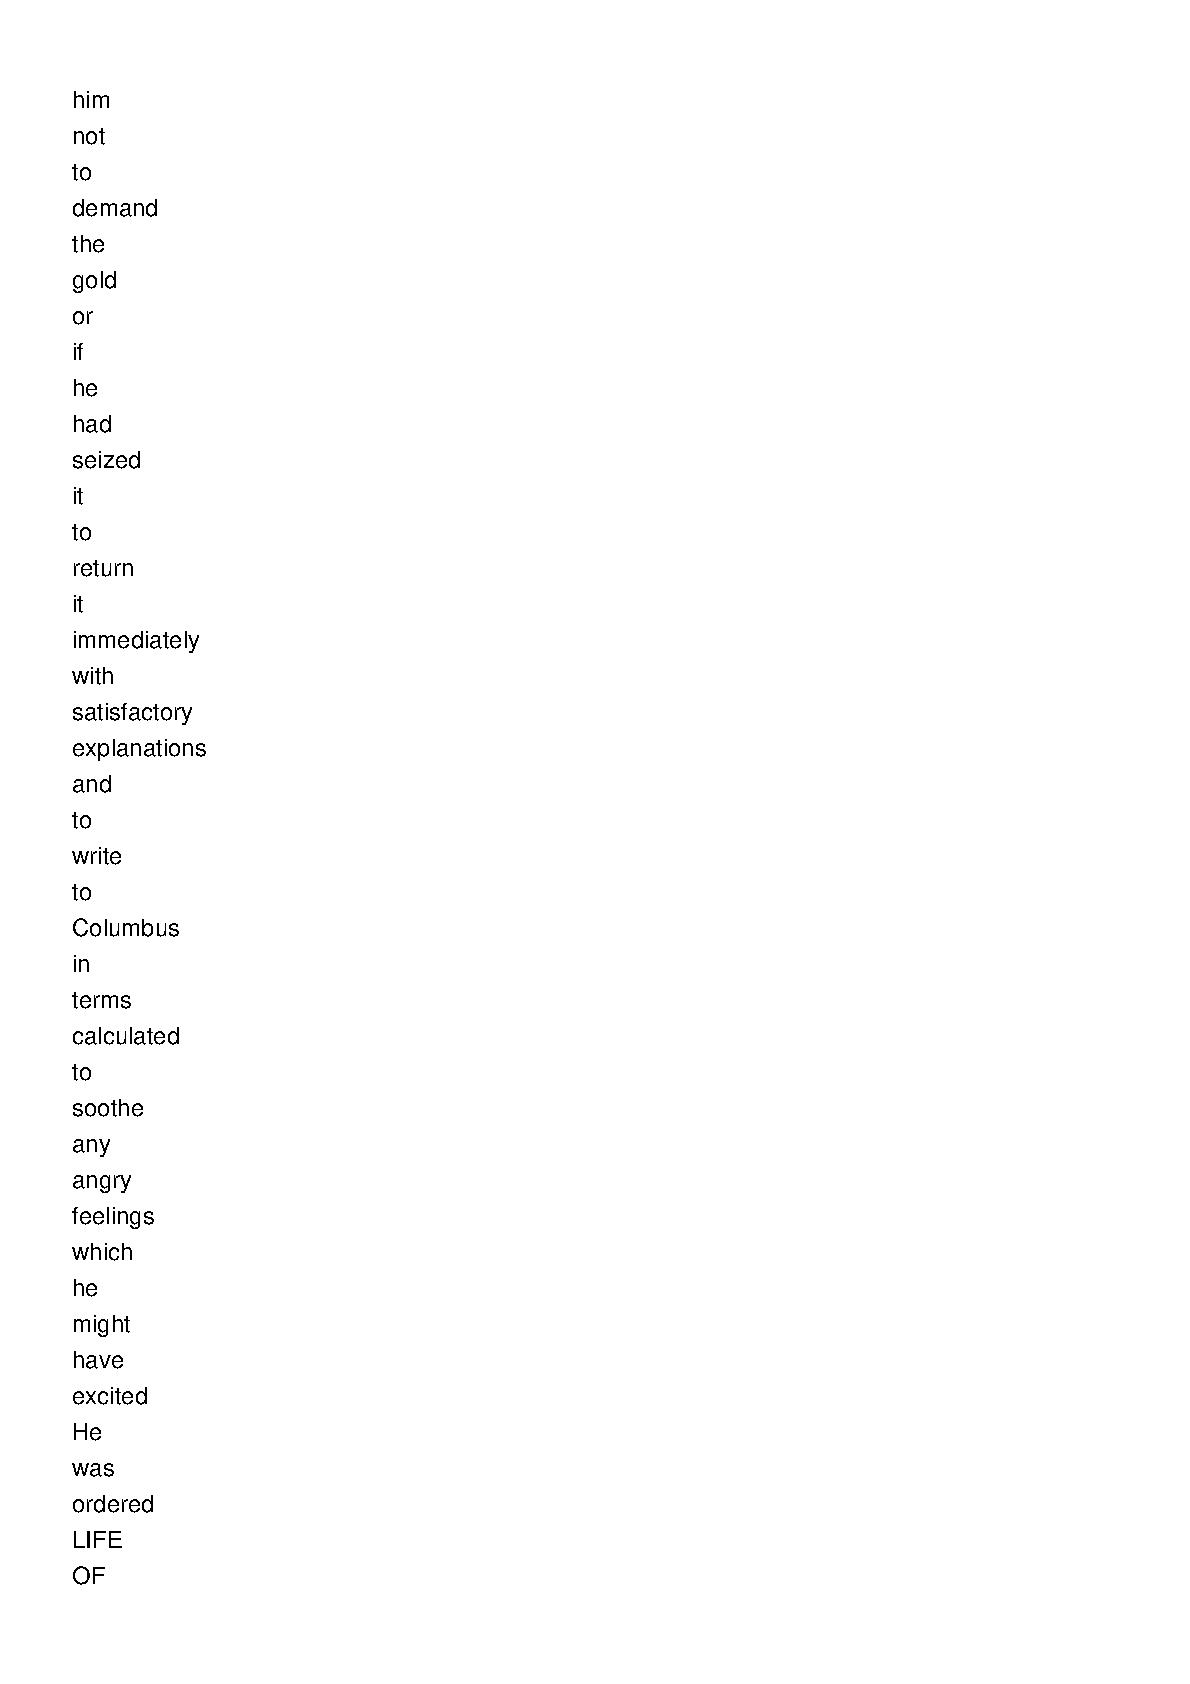 him
not
to
demand
the
gold
or
if
he
had
seized
it
to
return
it
immediately
with
satisfactory
explanations
and
to
write
to
Columbus
in
terms
calculated
to
soothe
any
angry
feelings
which
he
might
have
excited
He
was
ordered
LIFE
OF